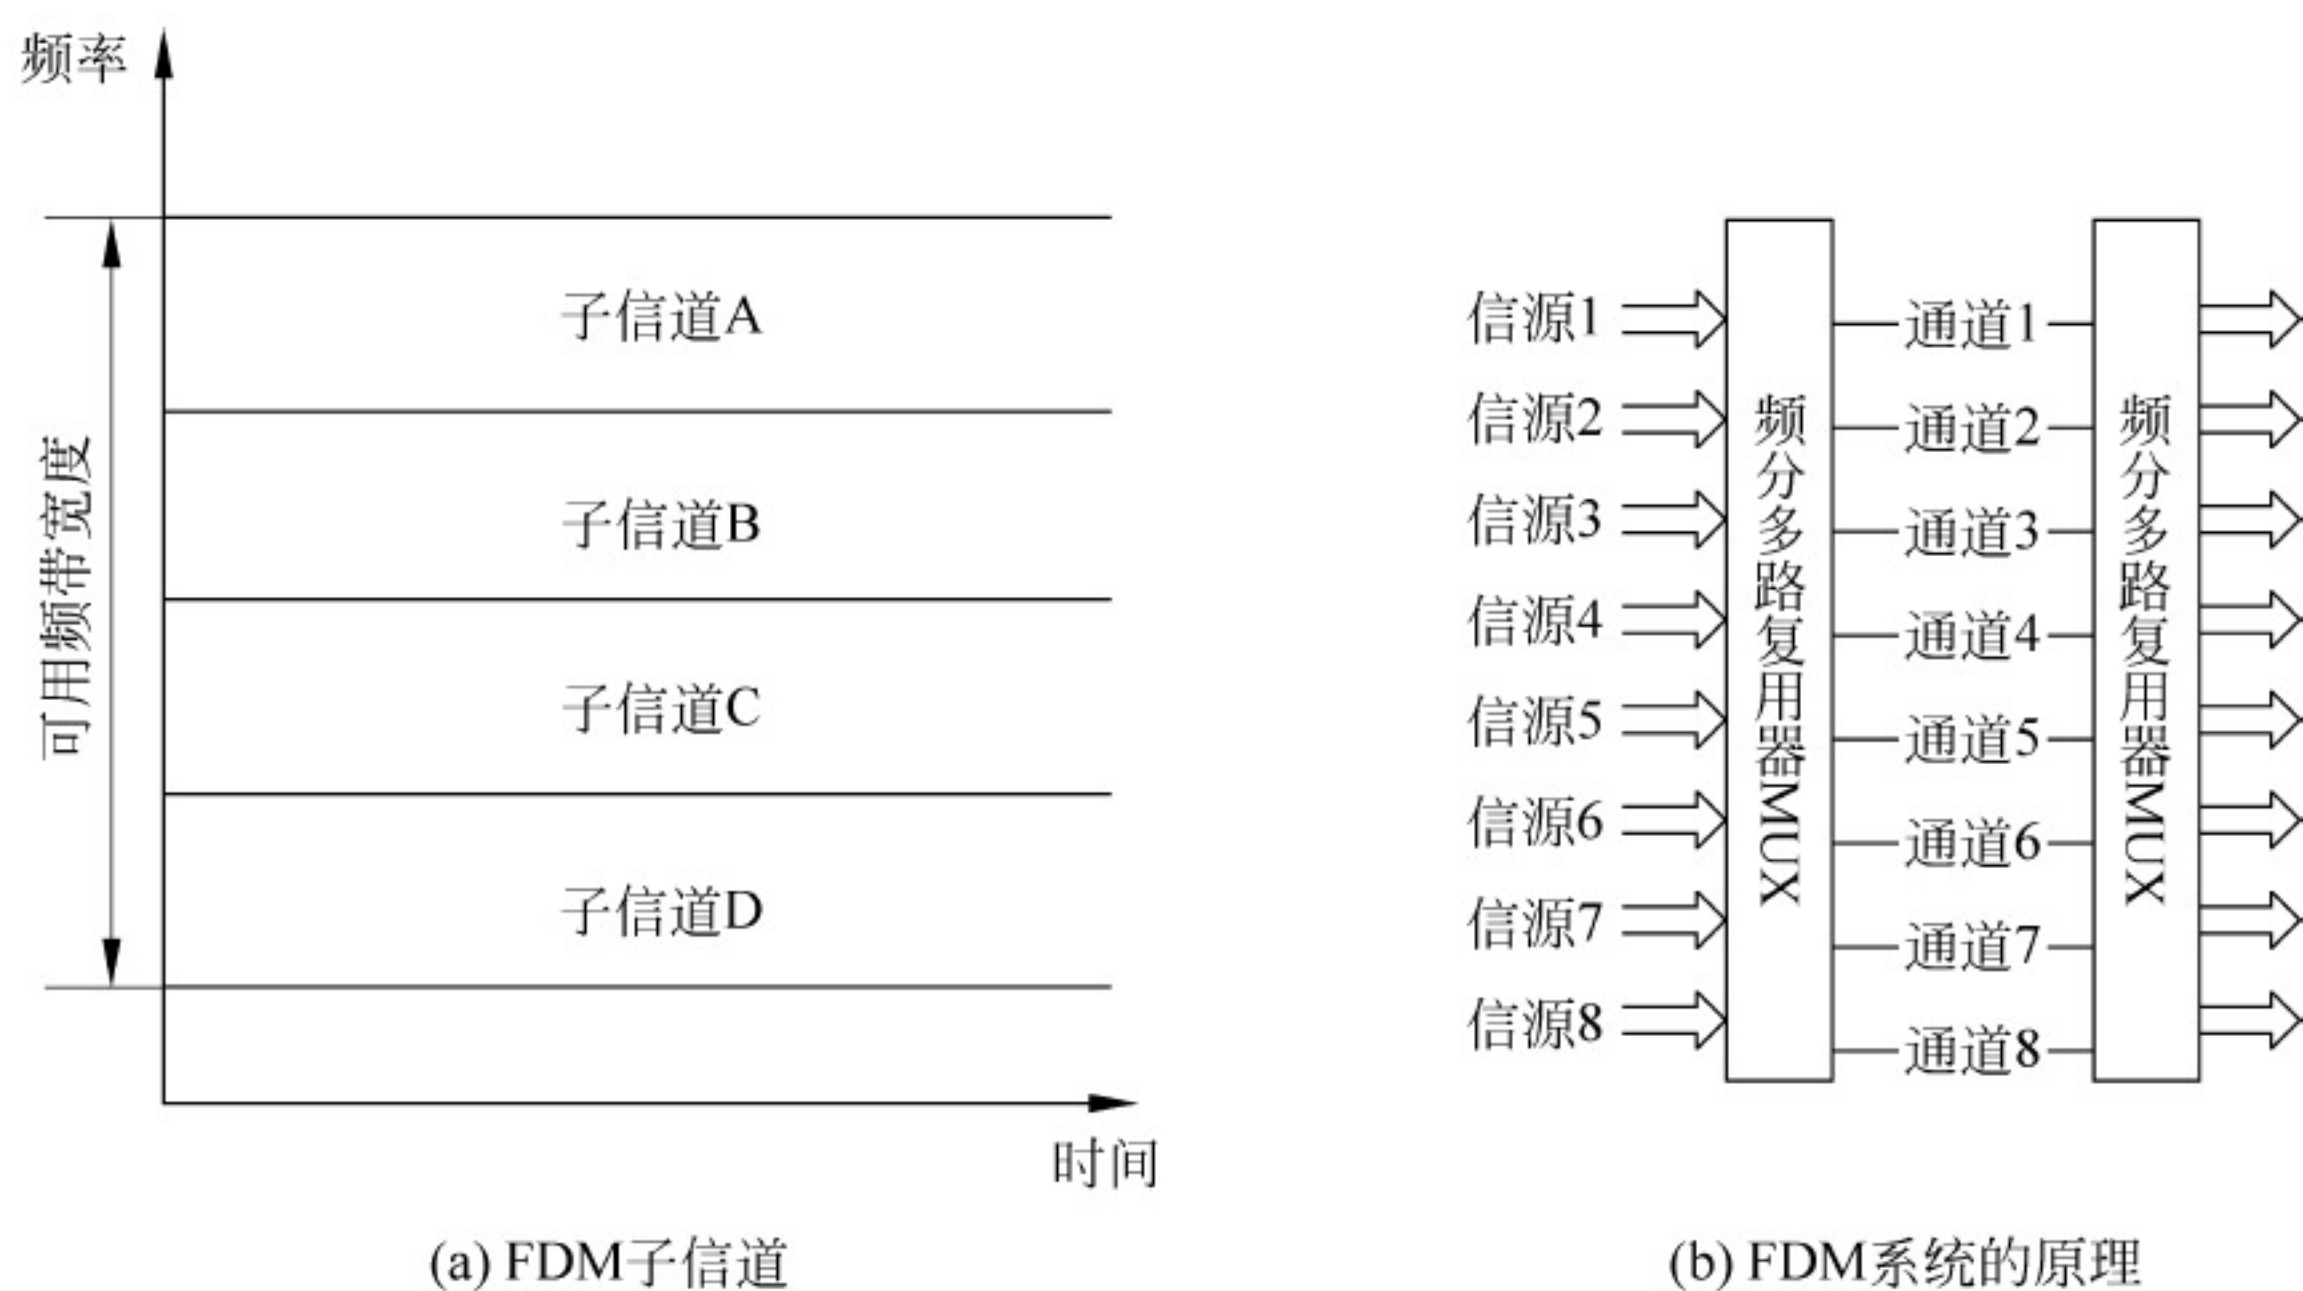 频率
可用频带宽度
子信道A
子信道B
子信道C
子信道D
时间
(a) FDM子信道
信源1
信源2
信源3
信源4
信源5
信源6
信源7
信源8
频分多路复用器MUX
通道1
通道2
通道3
通道4
通道5
通道6
通道7
通道8
频分多路复用器MUX
(b) FDM系统的原理